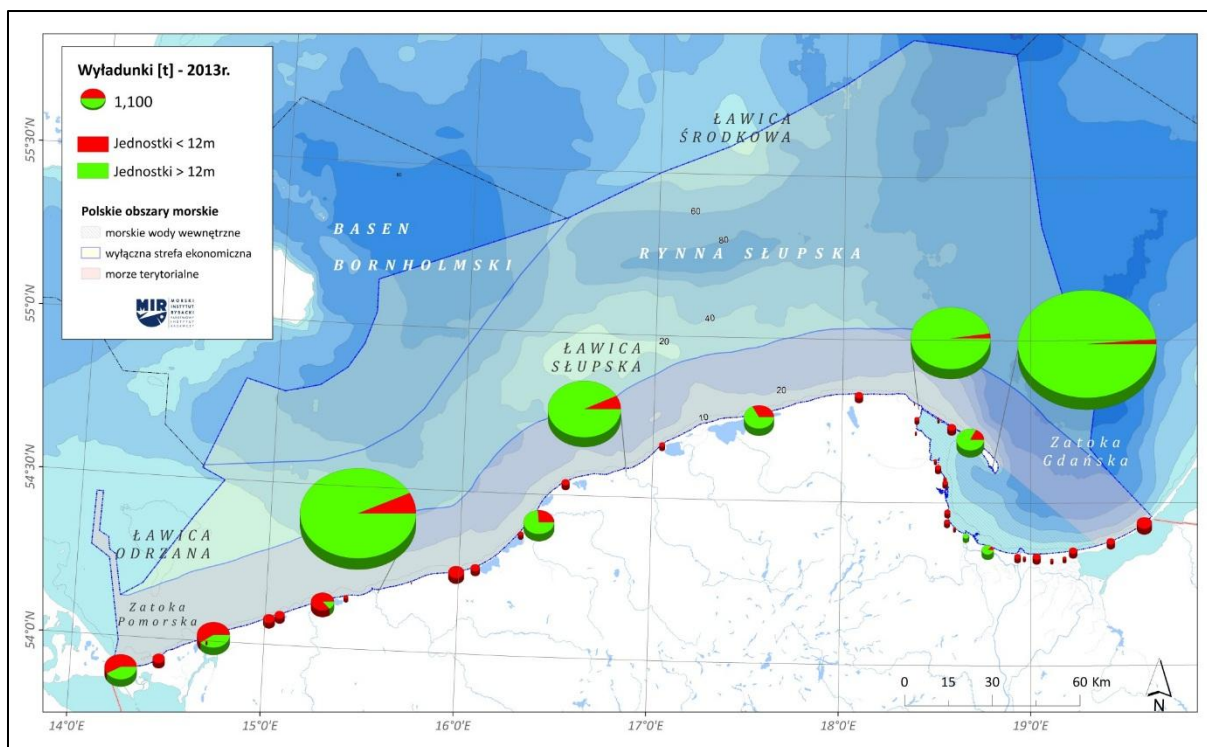 Wyładunki [t] - 2013r.
1,100
Jednostki < 12m
Jednostki > 12m
Polskie obszary morskie
morskie wody wewnętrzne
wyłączna strefa ekonomiczna
morze terytorialne
MIR
MORSKI
INSTYTUT
RYBACKI
ŁAWICA
ŚRODKOWA
BASEN
BORNHOLMSKI
RYNNA SŁUPSKA
60
80
40
20
ŁAWICA
SŁUPSKA
20
10
Zatoka
Gdańska
ŁAWICA
ODRZANA
Zatoka
Pomorska
55°30'N
55°0'N
54°30'N
54°0'N
0 15 30 60 Km
N
14°0'E 15°0'E 16°0'E 17°0'E 18°0'E 19°0'E